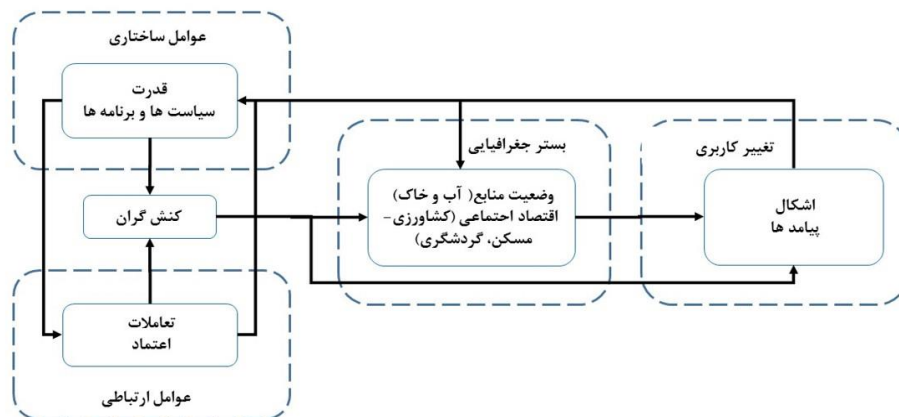 عوامل ساختاری
قدرت
سیاست ها و برنامه ها
کنش گران
تعاملات
اعتماد
عوامل ارتباطی
بستر جغرافیایی
وضعیت منابع( آب و خاک)
اقتصاد اجتماعی (کشاورزی-
مسکن، گردشگری)
تغییر کاربری
اشکال
پیامد ها